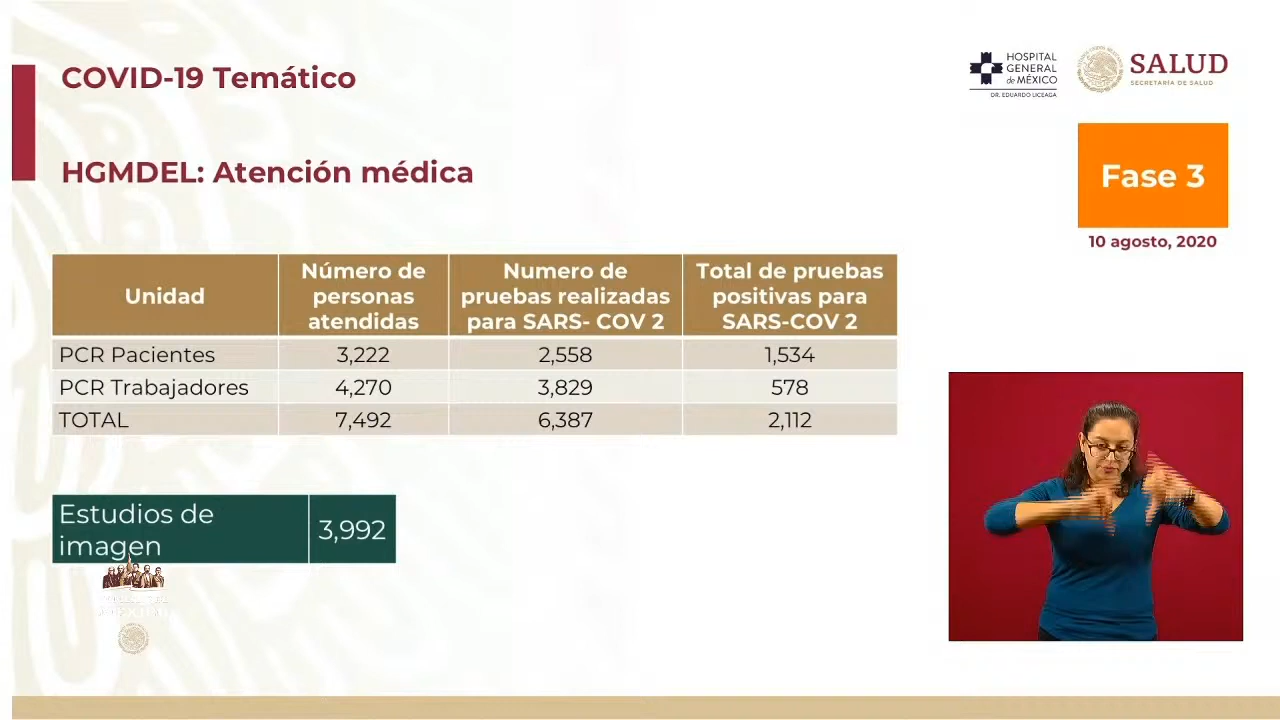 COVID-19 Temático
HGMDEL: Atención médica
HOSPITAL
GENERAL
de MÉXICO
DR. EDUARDO LICEAGA
SALUD
SECRETARÍA DE SALUD
Fase 3
10 agosto, 2020
Unidad
Número de
personas
atendidas
Numero de
pruebas realizadas
para SARS- COV 2
Total de pruebas
positivas para
SARS-COV 2
PCR Pacientes 3,222 2,558 1,534
PCR Trabajadores 4,270 3,829 578
TOTAL 7,492 6,387 2,112
Estudios de
imagen
3,992